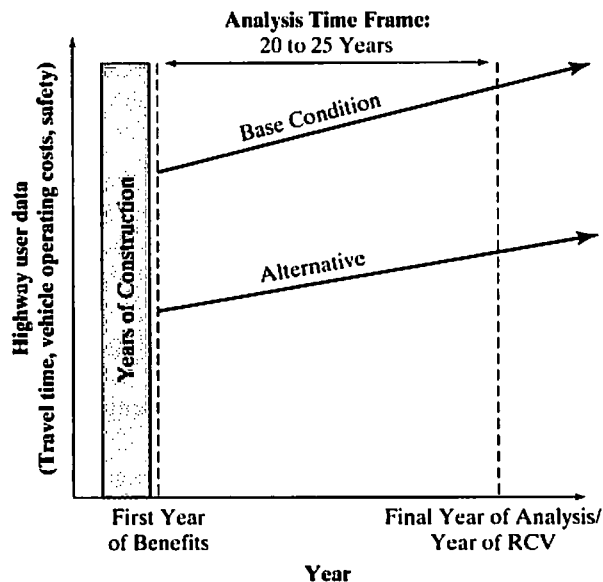 Analysis Time Frame:
20 to 25 Years
Base Condition
Alternative
Years of Construction
Highway user data
(Travel time, vehicle operating costs, safety)
First Year
of Benefits
Final Year of Analysis/
Year of RCV
Year